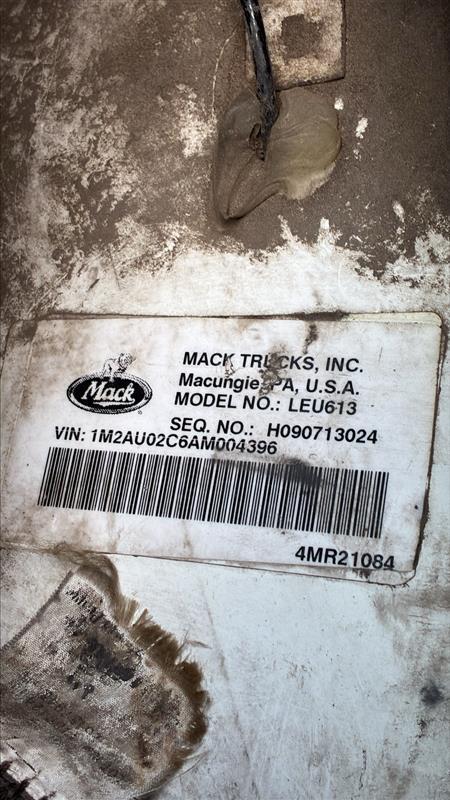 Mack
MACK TRUCKS, INC.
Macungie, PA, U.S.A.
MODEL NO.: LEU613
SEQ. NO.: H090713024
VIN: 1M2AU02C6AM004396
4MR21084